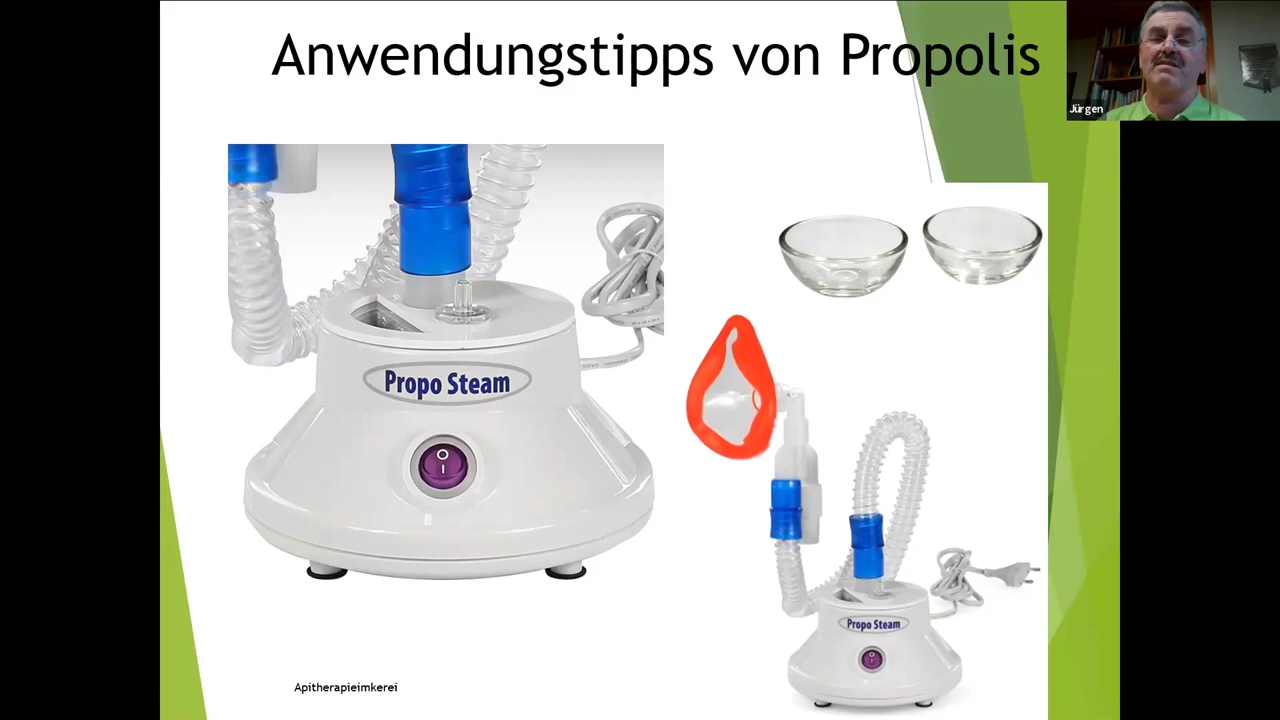 Anwendungstipps von Propolis
Jürgen
Propo Steam
Propo Steam
Apitherapieimkerei